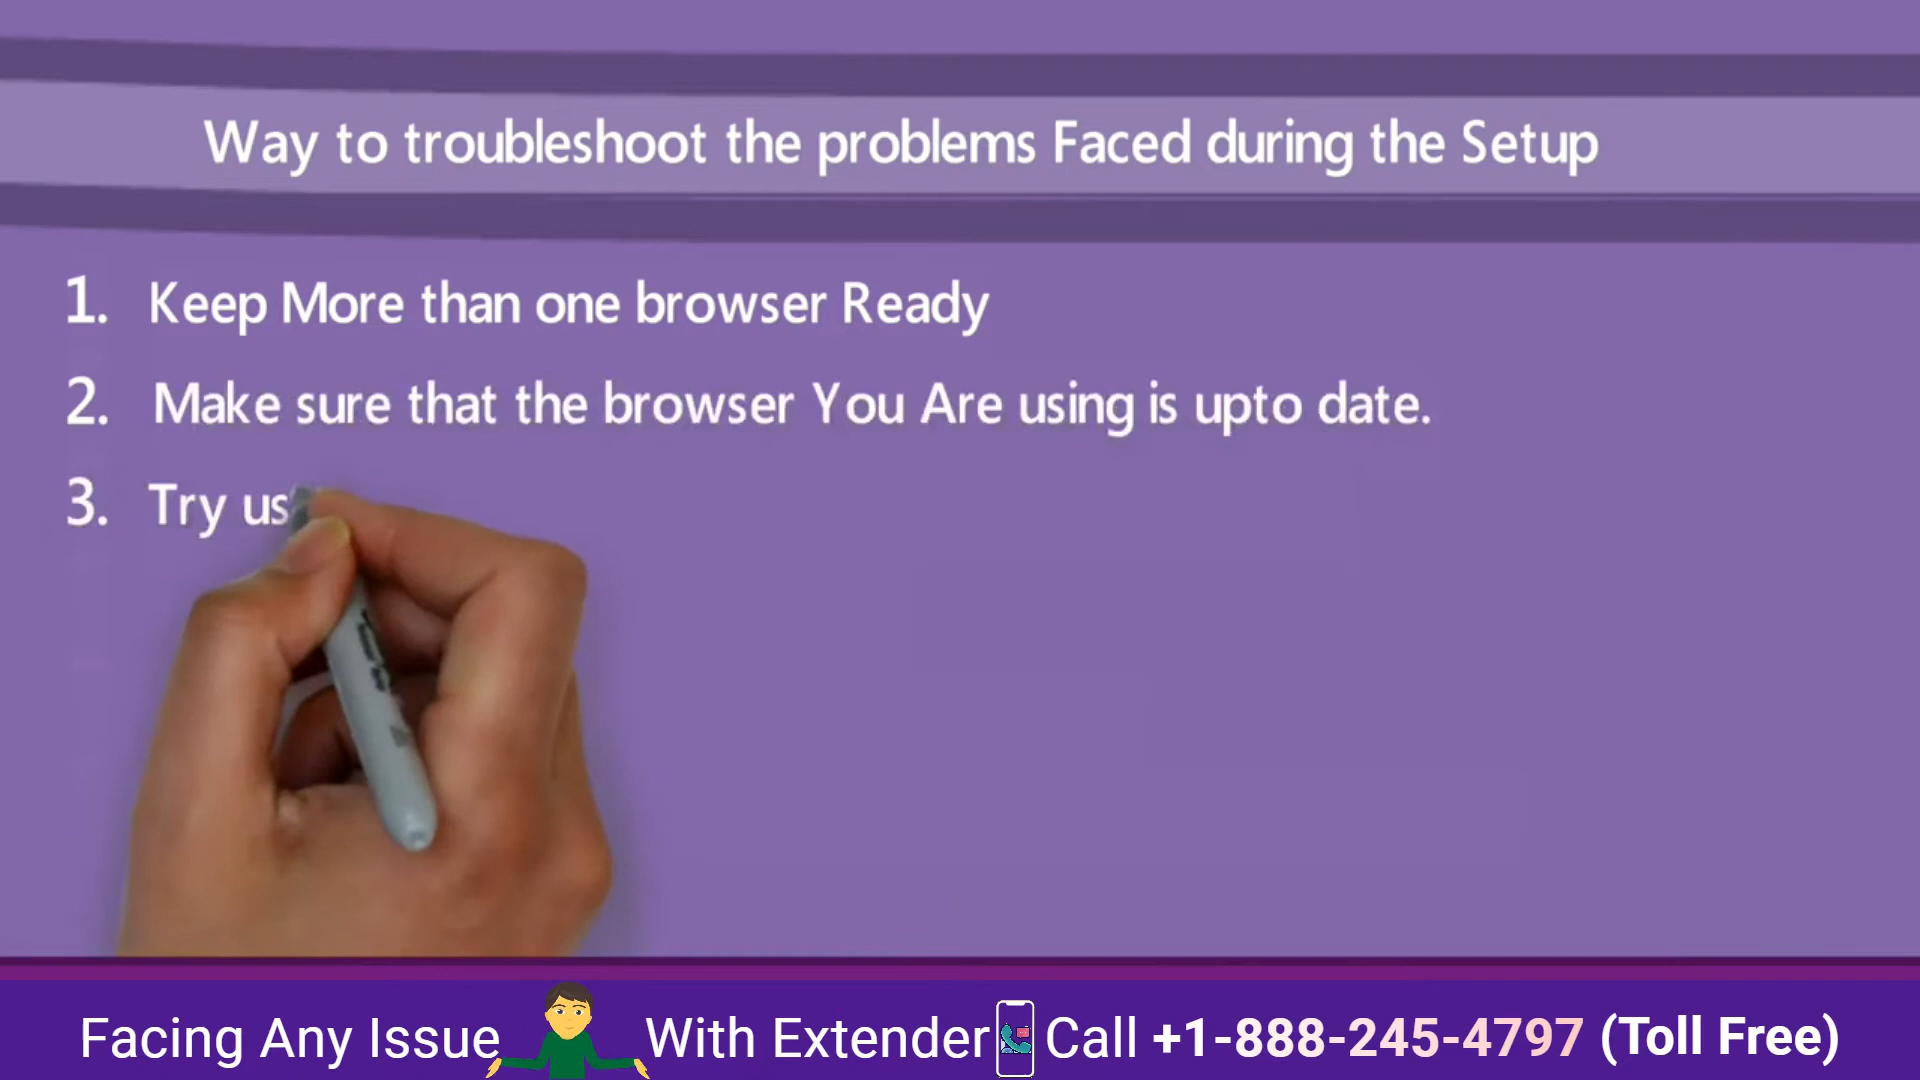 Way to troubleshoot the problems Faced during the Setup
1. Keep More than one browser Ready
2. Make sure that the browser You Are using is upto date.
3. Try us
Facing Any Issue With Extender Call +1-888-245-4797 (Toll Free)